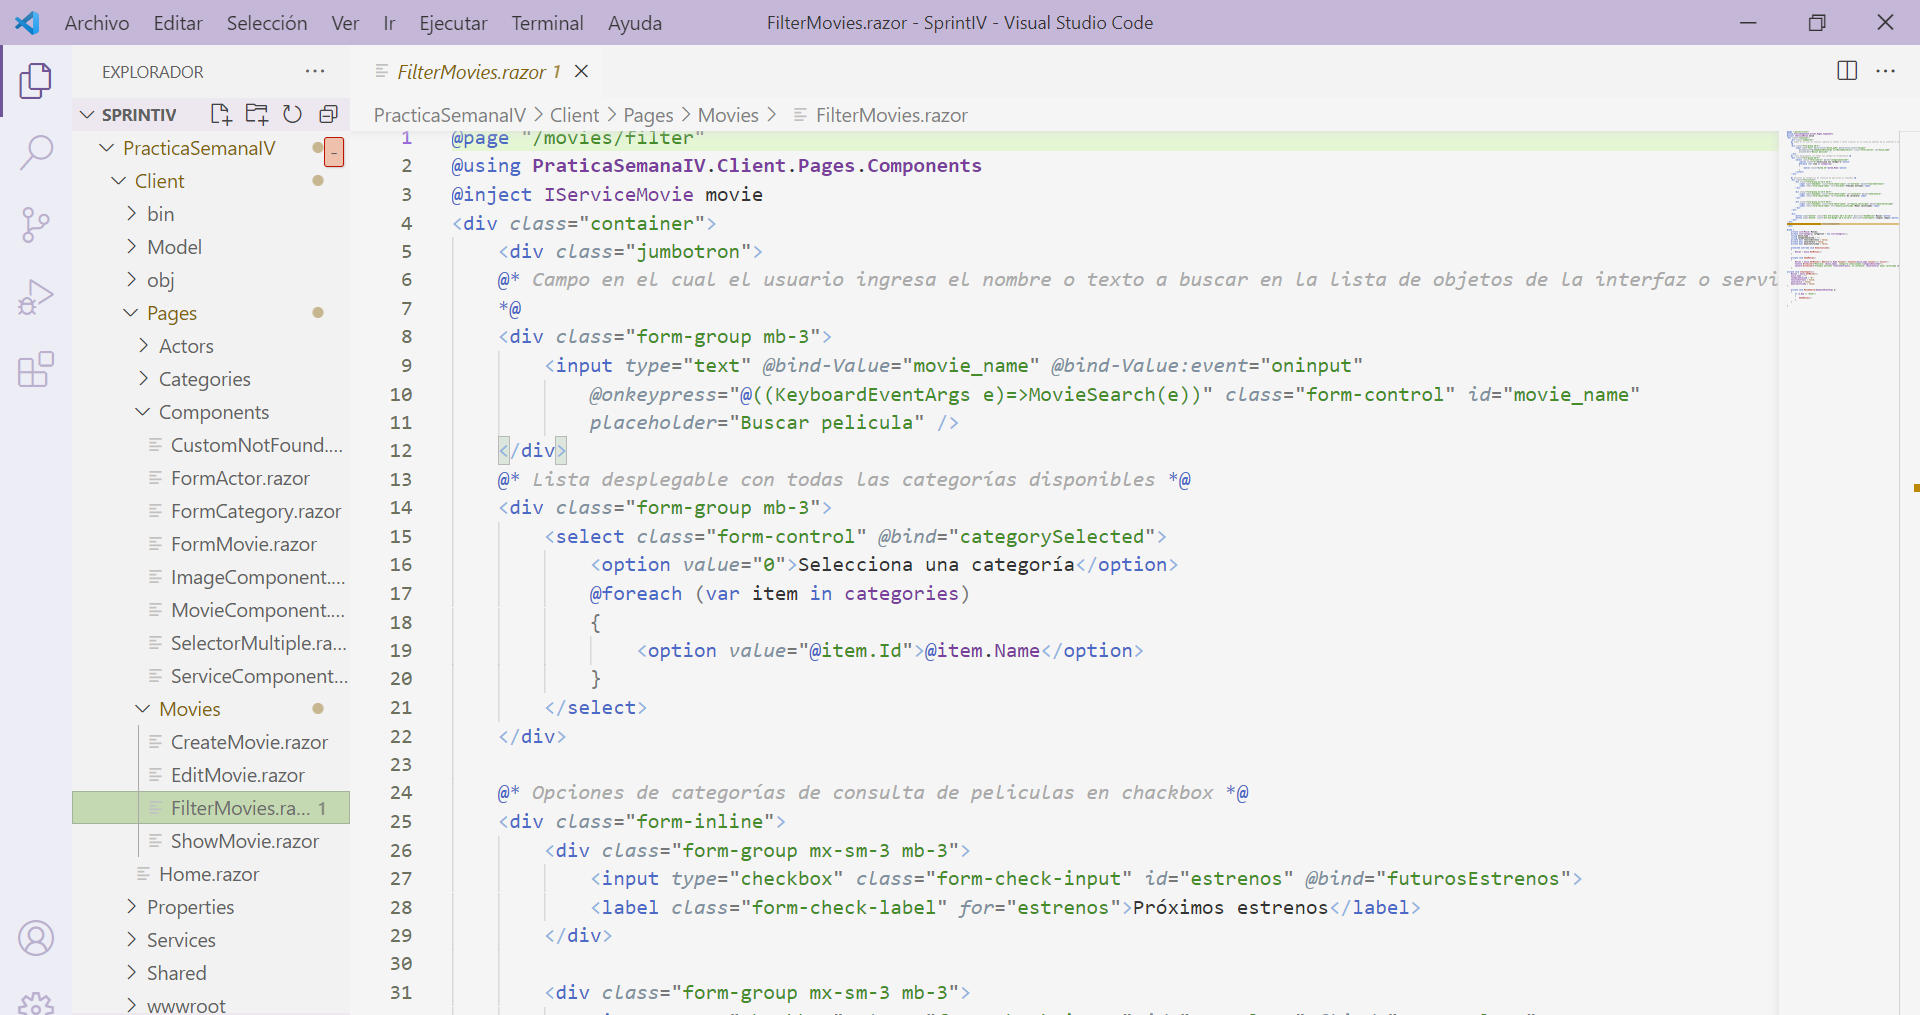 Archivo Editar Selección Ver Ir Ejecutar Terminal Ayuda FilterMovies.razor - SprintIV - Visual Studio Code
EXPLORADOR
SPRINTIV
PracticaSemanaIV
Client
bin
Model
obj
Pages
Actors
Categories
Components
CustomNotFound....
FormActor.razor
FormCategory.razor
FormMovie.razor
ImageComponent....
MovieComponent....
SelectorMultiple.ra...
ServiceComponent...
Movies
CreateMovie.razor
EditMovie.razor
FilterMovies.ra... 1
ShowMovie.razor
Home.razor
Properties
Services
Shared
wwwroot
FilterMovies.razor 1
PracticaSemanaIV > Client > Pages > Movies > FilterMovies.razor
1 @page "/movies/filter"
2 @using PraticaSemanaIV.Client.Pages.Components
3 @inject IServiceMovie movie
4 <div class="container">
5 <div class="jumbotron">
6 @* Campo en el cual el usuario ingresa el nombre o texto a buscar en la lista de objetos de la interfaz o servi
7 *@
8 <div class="form-group mb-3">
9 <input type="text" @bind-Value="movie_name" @bind-Value:event="oninput"
10 @onkeypress="@((KeyboardEventArgs e)=>MovieSearch(e))" class="form-control" id="movie_name"
11 placeholder="Buscar pelicula" />
12 </div>
13 @* Lista desplegable con todas las categorías disponibles *@
14 <div class="form-group mb-3">
15 <select class="form-control" @bind="categorySelected">
16 <option value="0">Selecciona una categoría</option>
17 @foreach (var item in categories)
18 {
19 <option value="@item.Id">@item.Name</option>
20 }
21 </select>
22 </div>
23
24 @* Opciones de categorías de consulta de peliculas en chackbox *@
25 <div class="form-inline">
26 <div class="form-group mx-sm-3 mb-3">
27 <input type="checkbox" class="form-check-input" id="estrenos" @bind="futurosEstrenos">
28 <label class="form-check-label" for="estrenos">Próximos estrenos</label>
29 </div>
30
31 <div class="form-group mx-sm-3 mb-3">